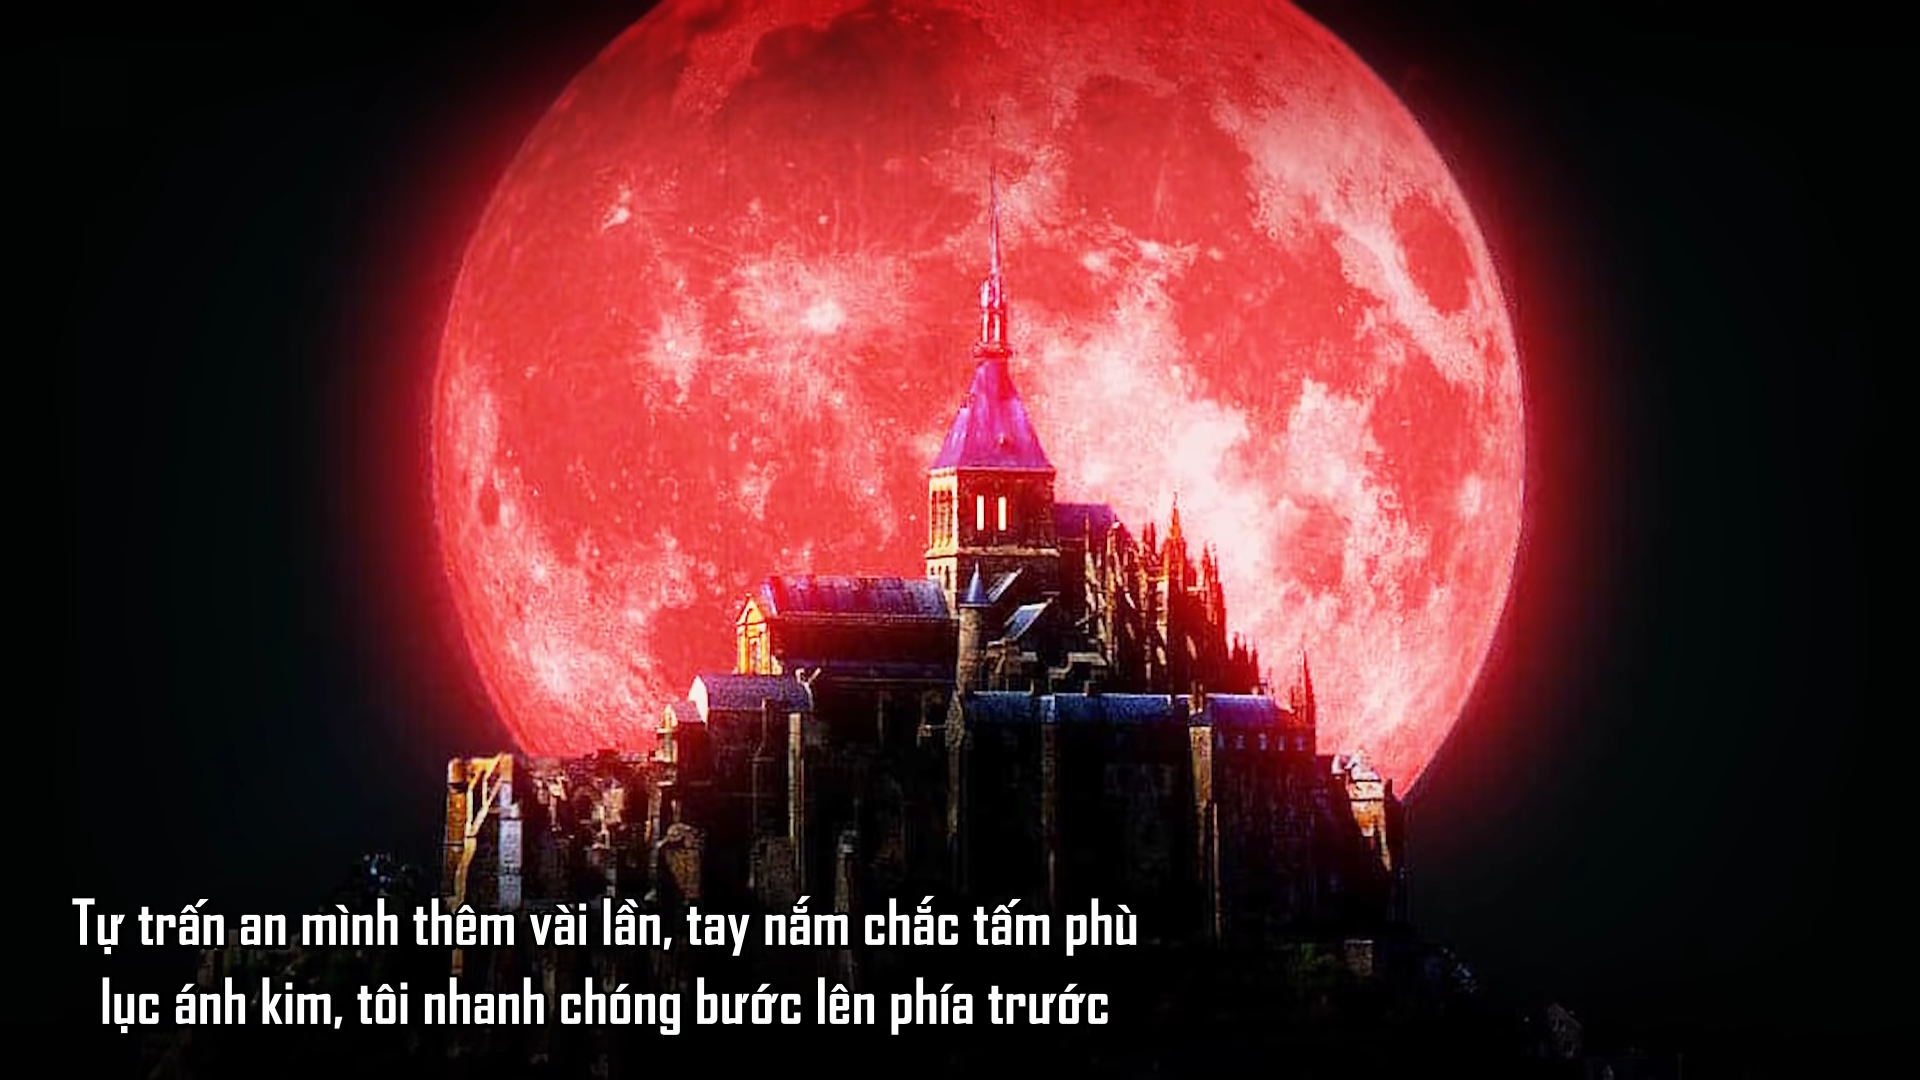 Tự trấn an mình thêm vài lần, tay nắm chắc tấm phù
lục ánh kim, tôi nhanh chóng bước lên phía trước